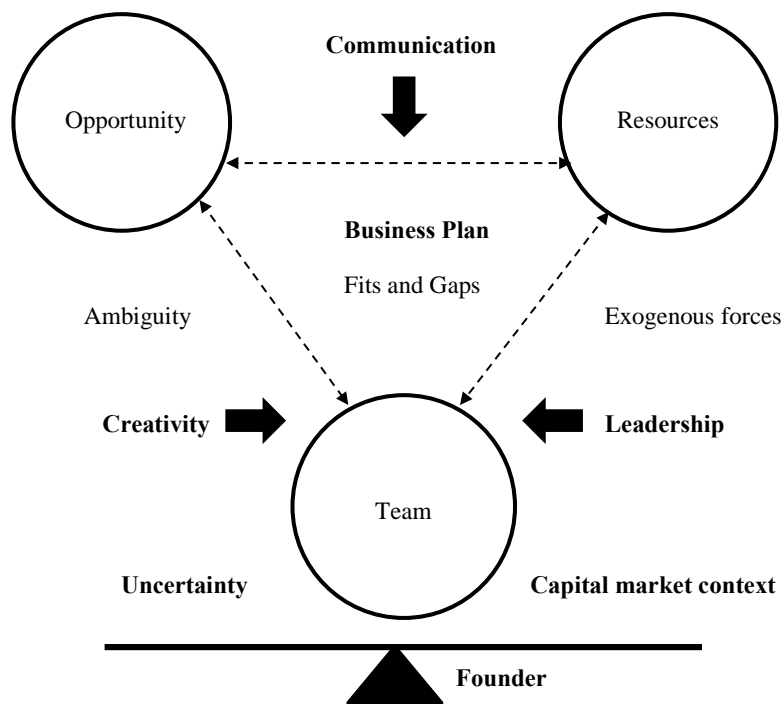 Communication
Opportunity
Resources
Business Plan
Fits and Gaps
Ambiguity
Exogenous forces
Creativity
Leadership
Team
Uncertainty
Capital market context
Founder